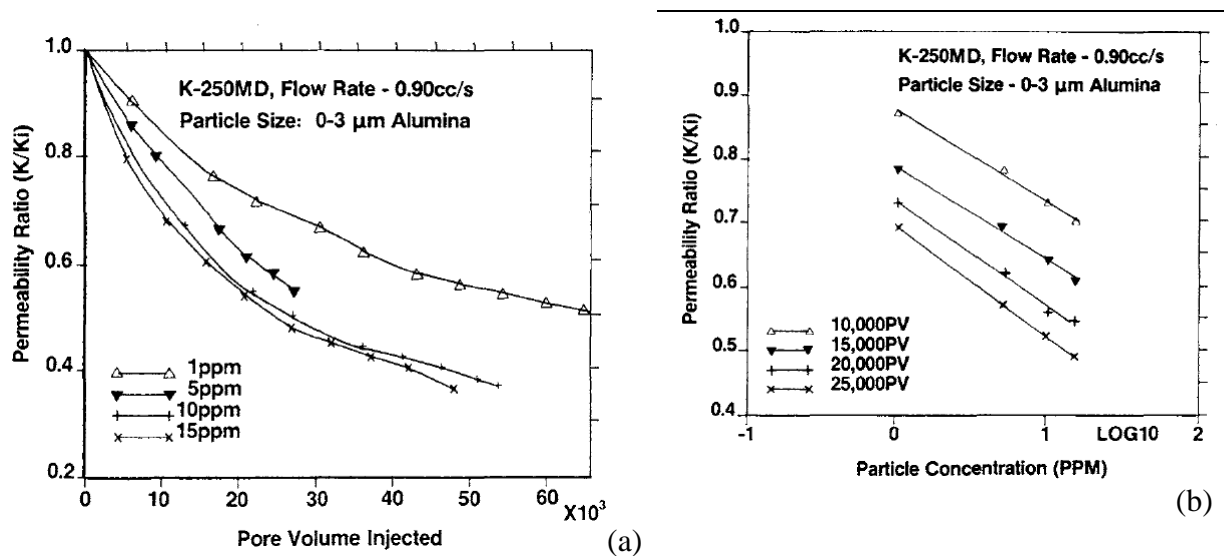 1.0
0.8
0.6
0.4
0.2
Permeability Ratio (K/Ki)
K-250MD, Flow Rate - 0.90cc/s
Particle Size: 0-3 µm Alumina
1ppm
5ppm
10ppm
15ppm
0 10 20 30 40 50 60
X10³
Pore Volume Injected
(a)
1.0
0.9
0.8
0.7
0.6
0.5
0.4
Permeability Ratio (K/Ki)
K-250MD, Flow Rate - 0.90cc/s
Particle Size - 0-3 µm Alumina
10,000PV
15,000PV
20,000PV
25,000PV
-1 0 1 LOG10 2
Particle Concentration (PPM)
(b)